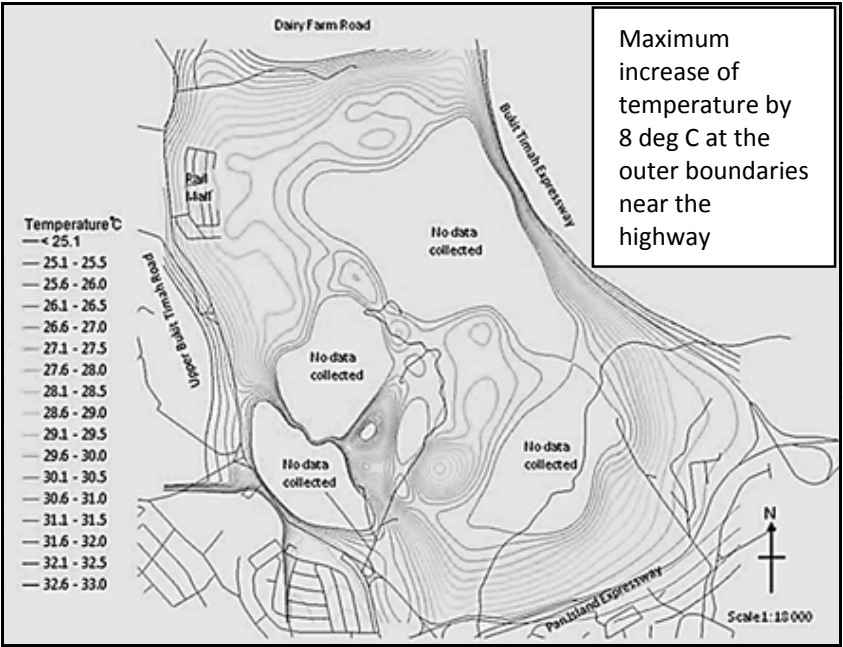 Dairy Farm Road
Maximum
increase of
temperature by
8 deg C at the
outer boundaries
near the
highway
Bukit Timah Expressway
Rail
Mall
No data
collected
Temperature℃
< 25.1
25.1 - 25.5
25.6 - 26.0
26.1 - 26.5
26.6 - 27.0
27.1 - 27.5
27.6 - 28.0
28.1 - 28.5
28.6 - 29.0
29.1 - 29.5
29.6 - 30.0
30.1 - 30.5
30.6 - 31.0
31.1 - 31.5
31.6 - 32.0
32.1 - 32.5
32.6 - 33.0
Upper Bukit Timah Road
No data
collected
No data
collected
No data
collected
N
Pan Island Expressway
Scale1:18000